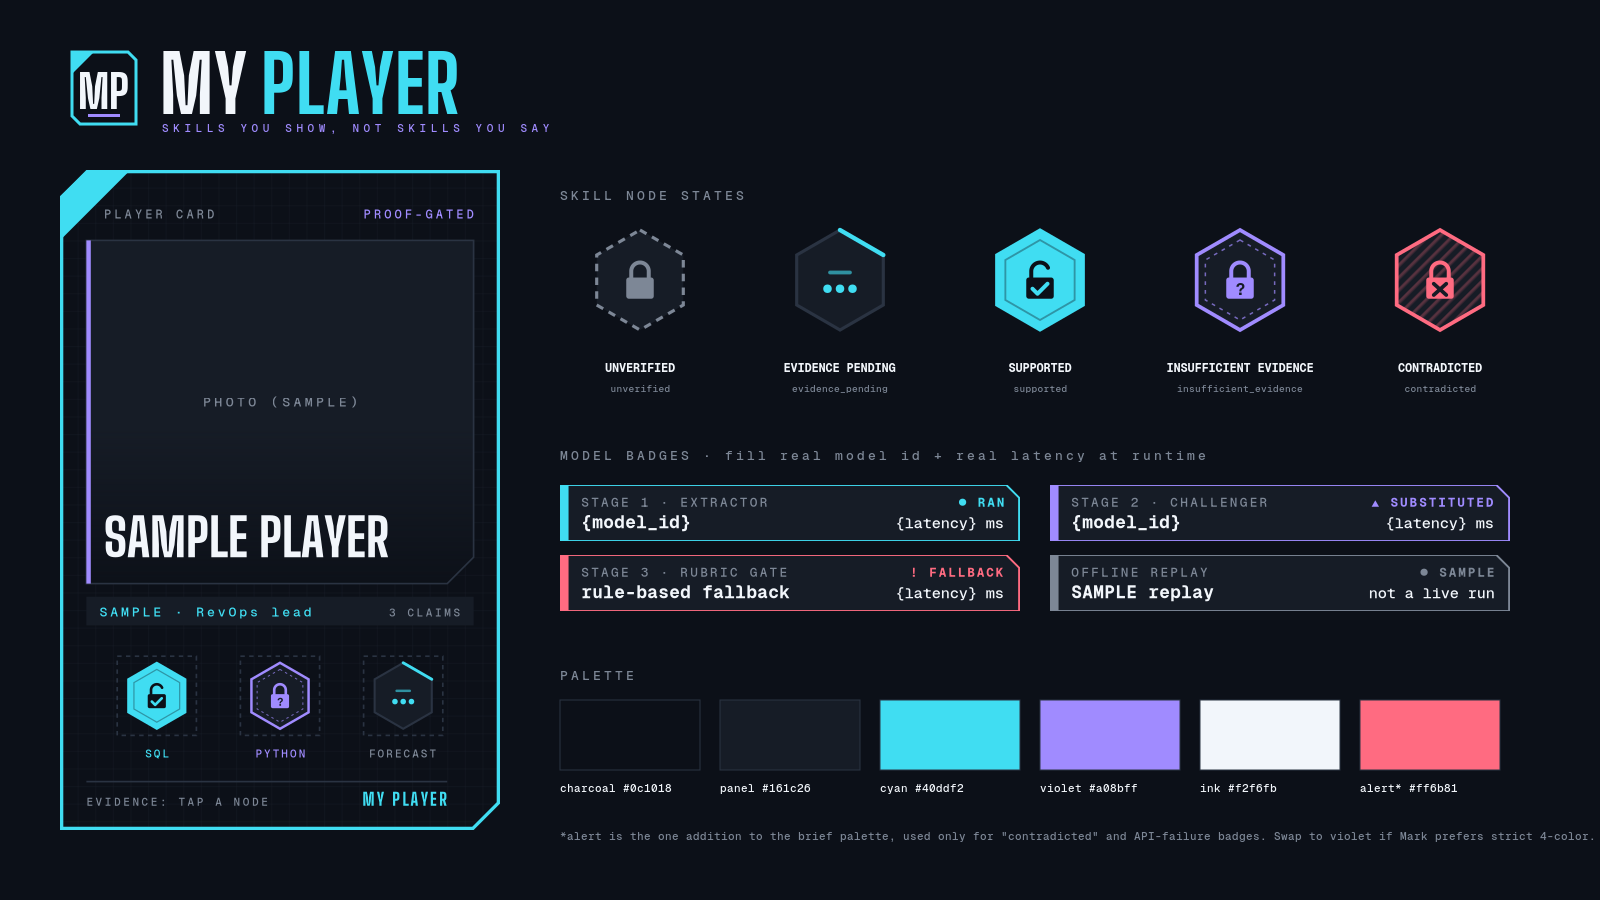 MP
MY PLAYER
SKILLS YOU SHOW, NOT SKILLS YOU SAY
PLAYER CARD
PROOF-GATED
PHOTO (SAMPLE)
SAMPLE PLAYER
SAMPLE · RevOps lead
3 CLAIMS
?
SQL
PYTHON
FORECAST
EVIDENCE: TAP A NODE
MY PLAYER
SKILL NODE STATES
?
UNVERIFIED
EVIDENCE PENDING
SUPPORTED
INSUFFICIENT EVIDENCE
CONTRADICTED
unverified
evidence_pending
supported
insufficient_evidence
contradicted
MODEL BADGES · fill real model id + real latency at runtime
STAGE 1 · EXTRACTOR
● RAN
{model_id}
{latency} ms
STAGE 2 · CHALLENGER
▲ SUBSTITUTED
{model_id}
{latency} ms
STAGE 3 · RUBRIC GATE
! FALLBACK
rule-based fallback
{latency} ms
OFFLINE REPLAY
● SAMPLE
SAMPLE replay
not a live run
PALETTE
charcoal #0c1018
panel #161c26
cyan #40ddf2
violet #a08bff
ink #f2f6fb
alert* #ff6b81
*alert is the one addition to the brief palette, used only for "contradicted" and API-failure badges. Swap to violet if Mark prefers strict 4-color.